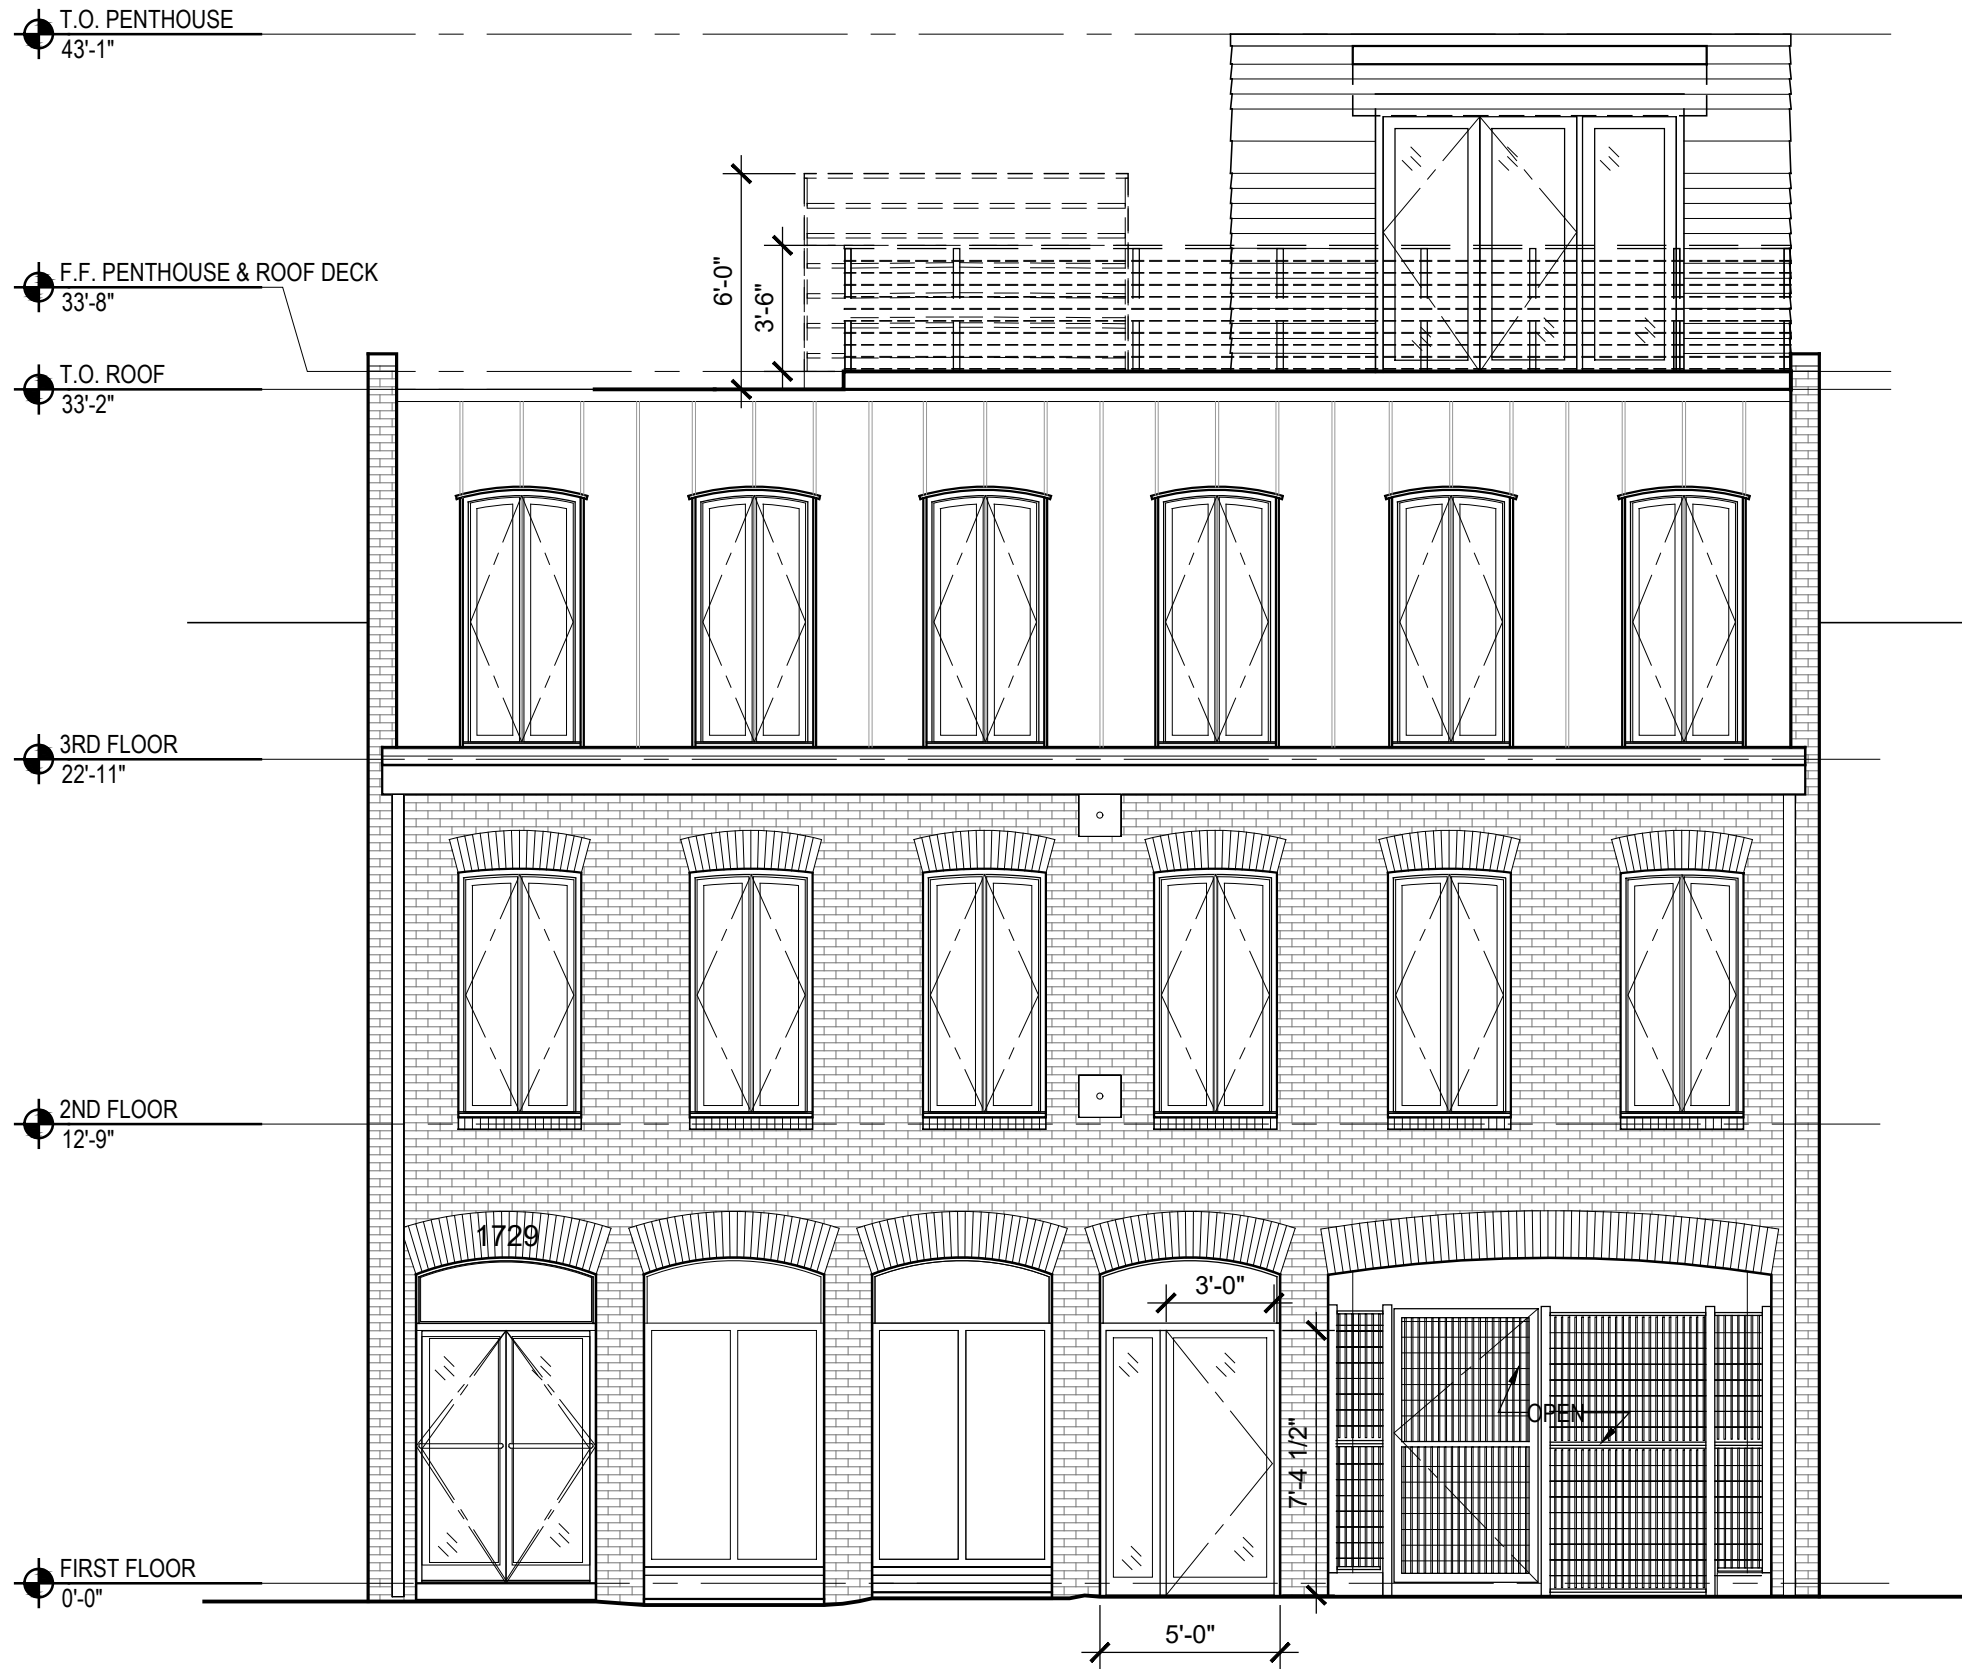 T.O. PENTHOUSE
43'-1"
6'-0"
3'-6"
F.F. PENTHOUSE & ROOF DECK
33'-8"
T.O. ROOF
33'-2"
3RD FLOOR
22'-11"
2ND FLOOR
12'-9"
1729
3'-0"
7'-4 1/2"
OPEN
FIRST FLOOR
0'-0"
5'-0"